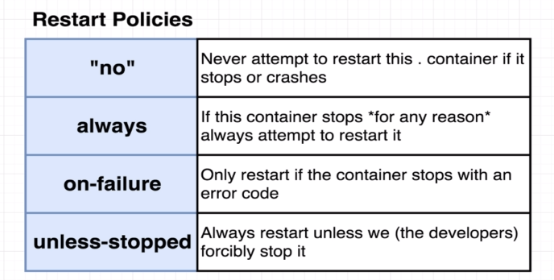 Restart Policies
"no"
Never attempt to restart this . container if it
stops or crashes
always
If this container stops *for any reason*
always attempt to restart it
on-failure
Only restart if the container stops with an
error code
unless-stopped
Always restart unless we (the developers)
forcibly stop it